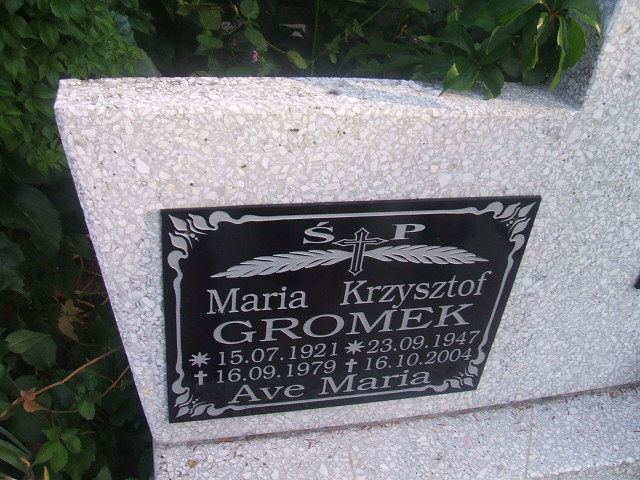 Ś P
Maria Krzysztof
GROMEK
15.07.1921 23.09.1947
16.09.1979 16.10.2004
Ave Maria